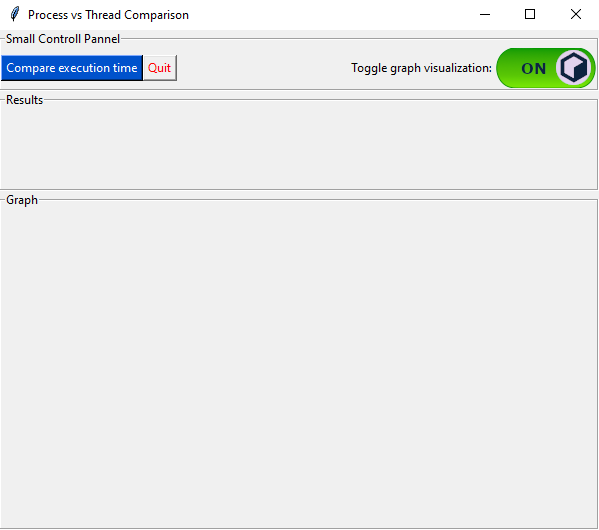 Process vs Thread Comparison
Small Controll Pannel
Compare execution time Quit Toggle graph visualization: ON
Results
Graph